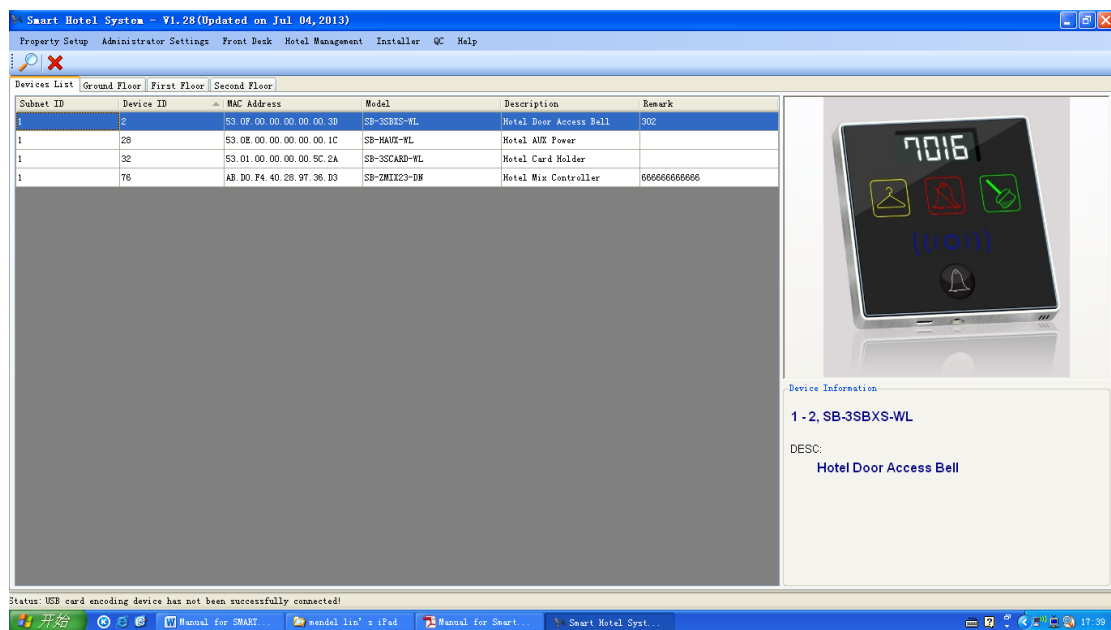 Smart Hotel System - V1.28(Updated on Jul 04,2013)
Property Setup Administrator Settings Front Desk Hotel Management Installer QC Help
Devices List Ground Floor First Floor Second Floor
Subnet ID Device ID MAC Address Model Description Remark
1 2 53.0F.00.00.00.00.00.3D SB-3SBXS-WL Hotel Door Access Bell 302
1 28 53.0E.00.00.00.00.00.1C SB-HAUX-WL Hotel AUX Power
1 32 53.01.00.00.00.00.5C.2A SB-3SCARD-WL Hotel Card Holder
1 76 AB.D0.F4.40.28.97.36.D3 SB-ZMIX23-DN Hotel Mix Controller 666666666666
7016
Device Information
1 - 2, SB-3SBXS-WL
DESC:
Hotel Door Access Bell
Status: USB card encoding device has not been successfully connected!
开始 Manual for SMART... mendel lin's iPad Manual for Smart... Smart Hotel Syst... 17:39